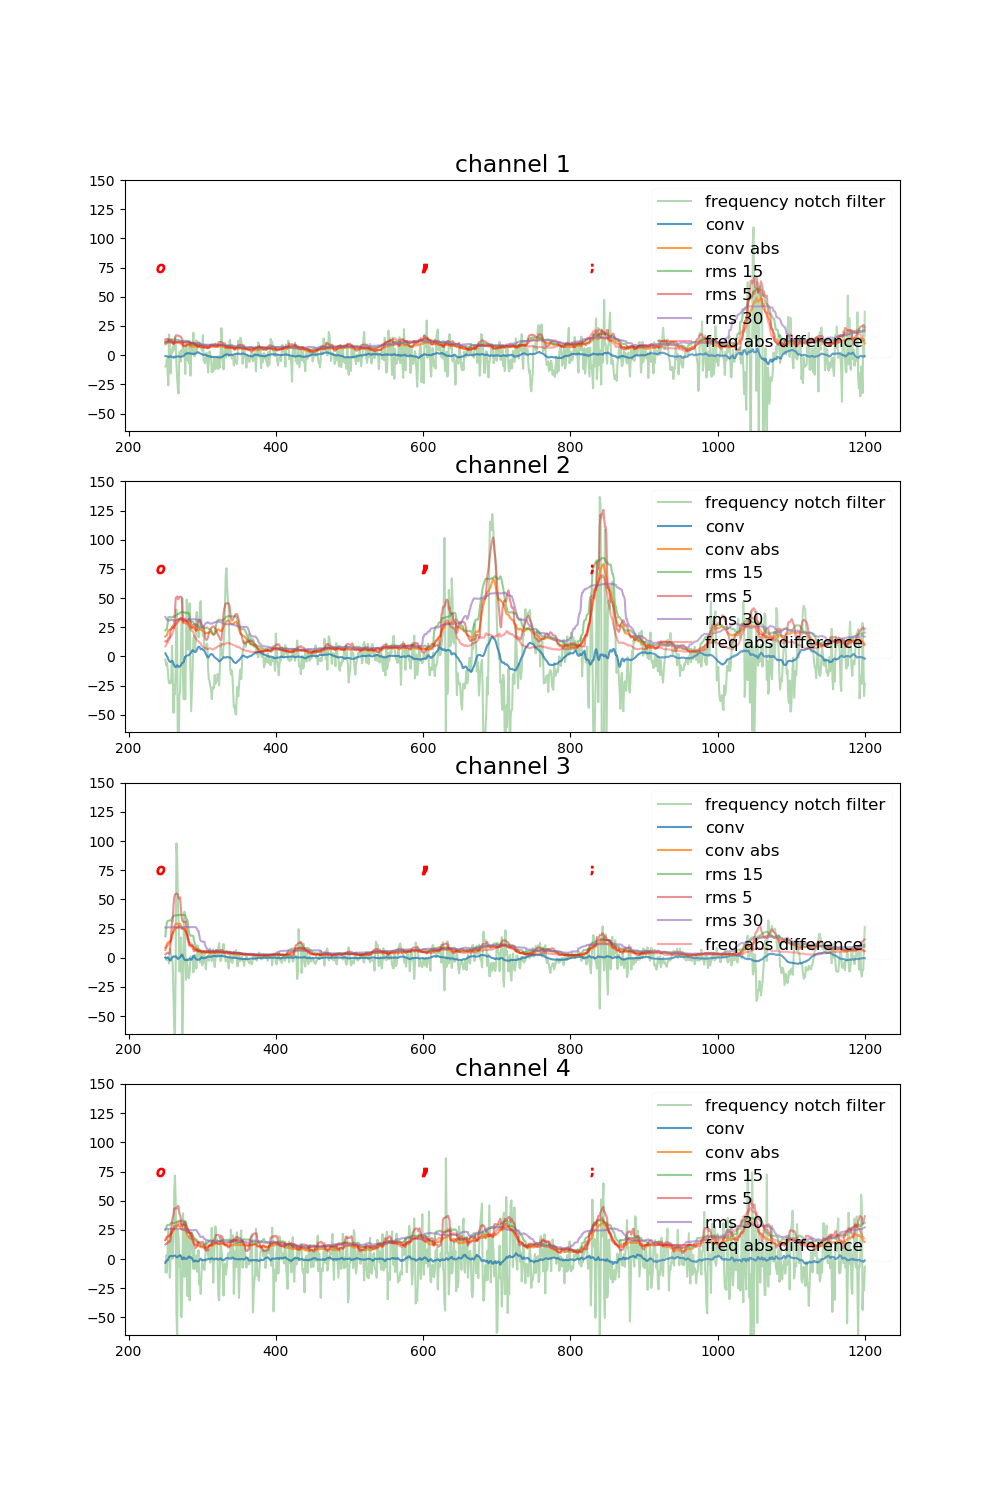 channel 1
150
125
100
75
50
25
0
−25
−50
o
;
frequency notch filter
conv
conv abs
rms 15
rms 5
rms 30
freq abs difference
200 400 600 800 1000 1200
channel 2
150
125
100
75
50
25
0
−25
−50
o
;
frequency notch filter
conv
conv abs
rms 15
rms 5
rms 30
freq abs difference
200 400 600 800 1000 1200
channel 3
150
125
100
75
50
25
0
−25
−50
o
;
frequency notch filter
conv
conv abs
rms 15
rms 5
rms 30
freq abs difference
200 400 600 800 1000 1200
channel 4
150
125
100
75
50
25
0
−25
−50
o
;
frequency notch filter
conv
conv abs
rms 15
rms 5
rms 30
freq abs difference
200 400 600 800 1000 1200